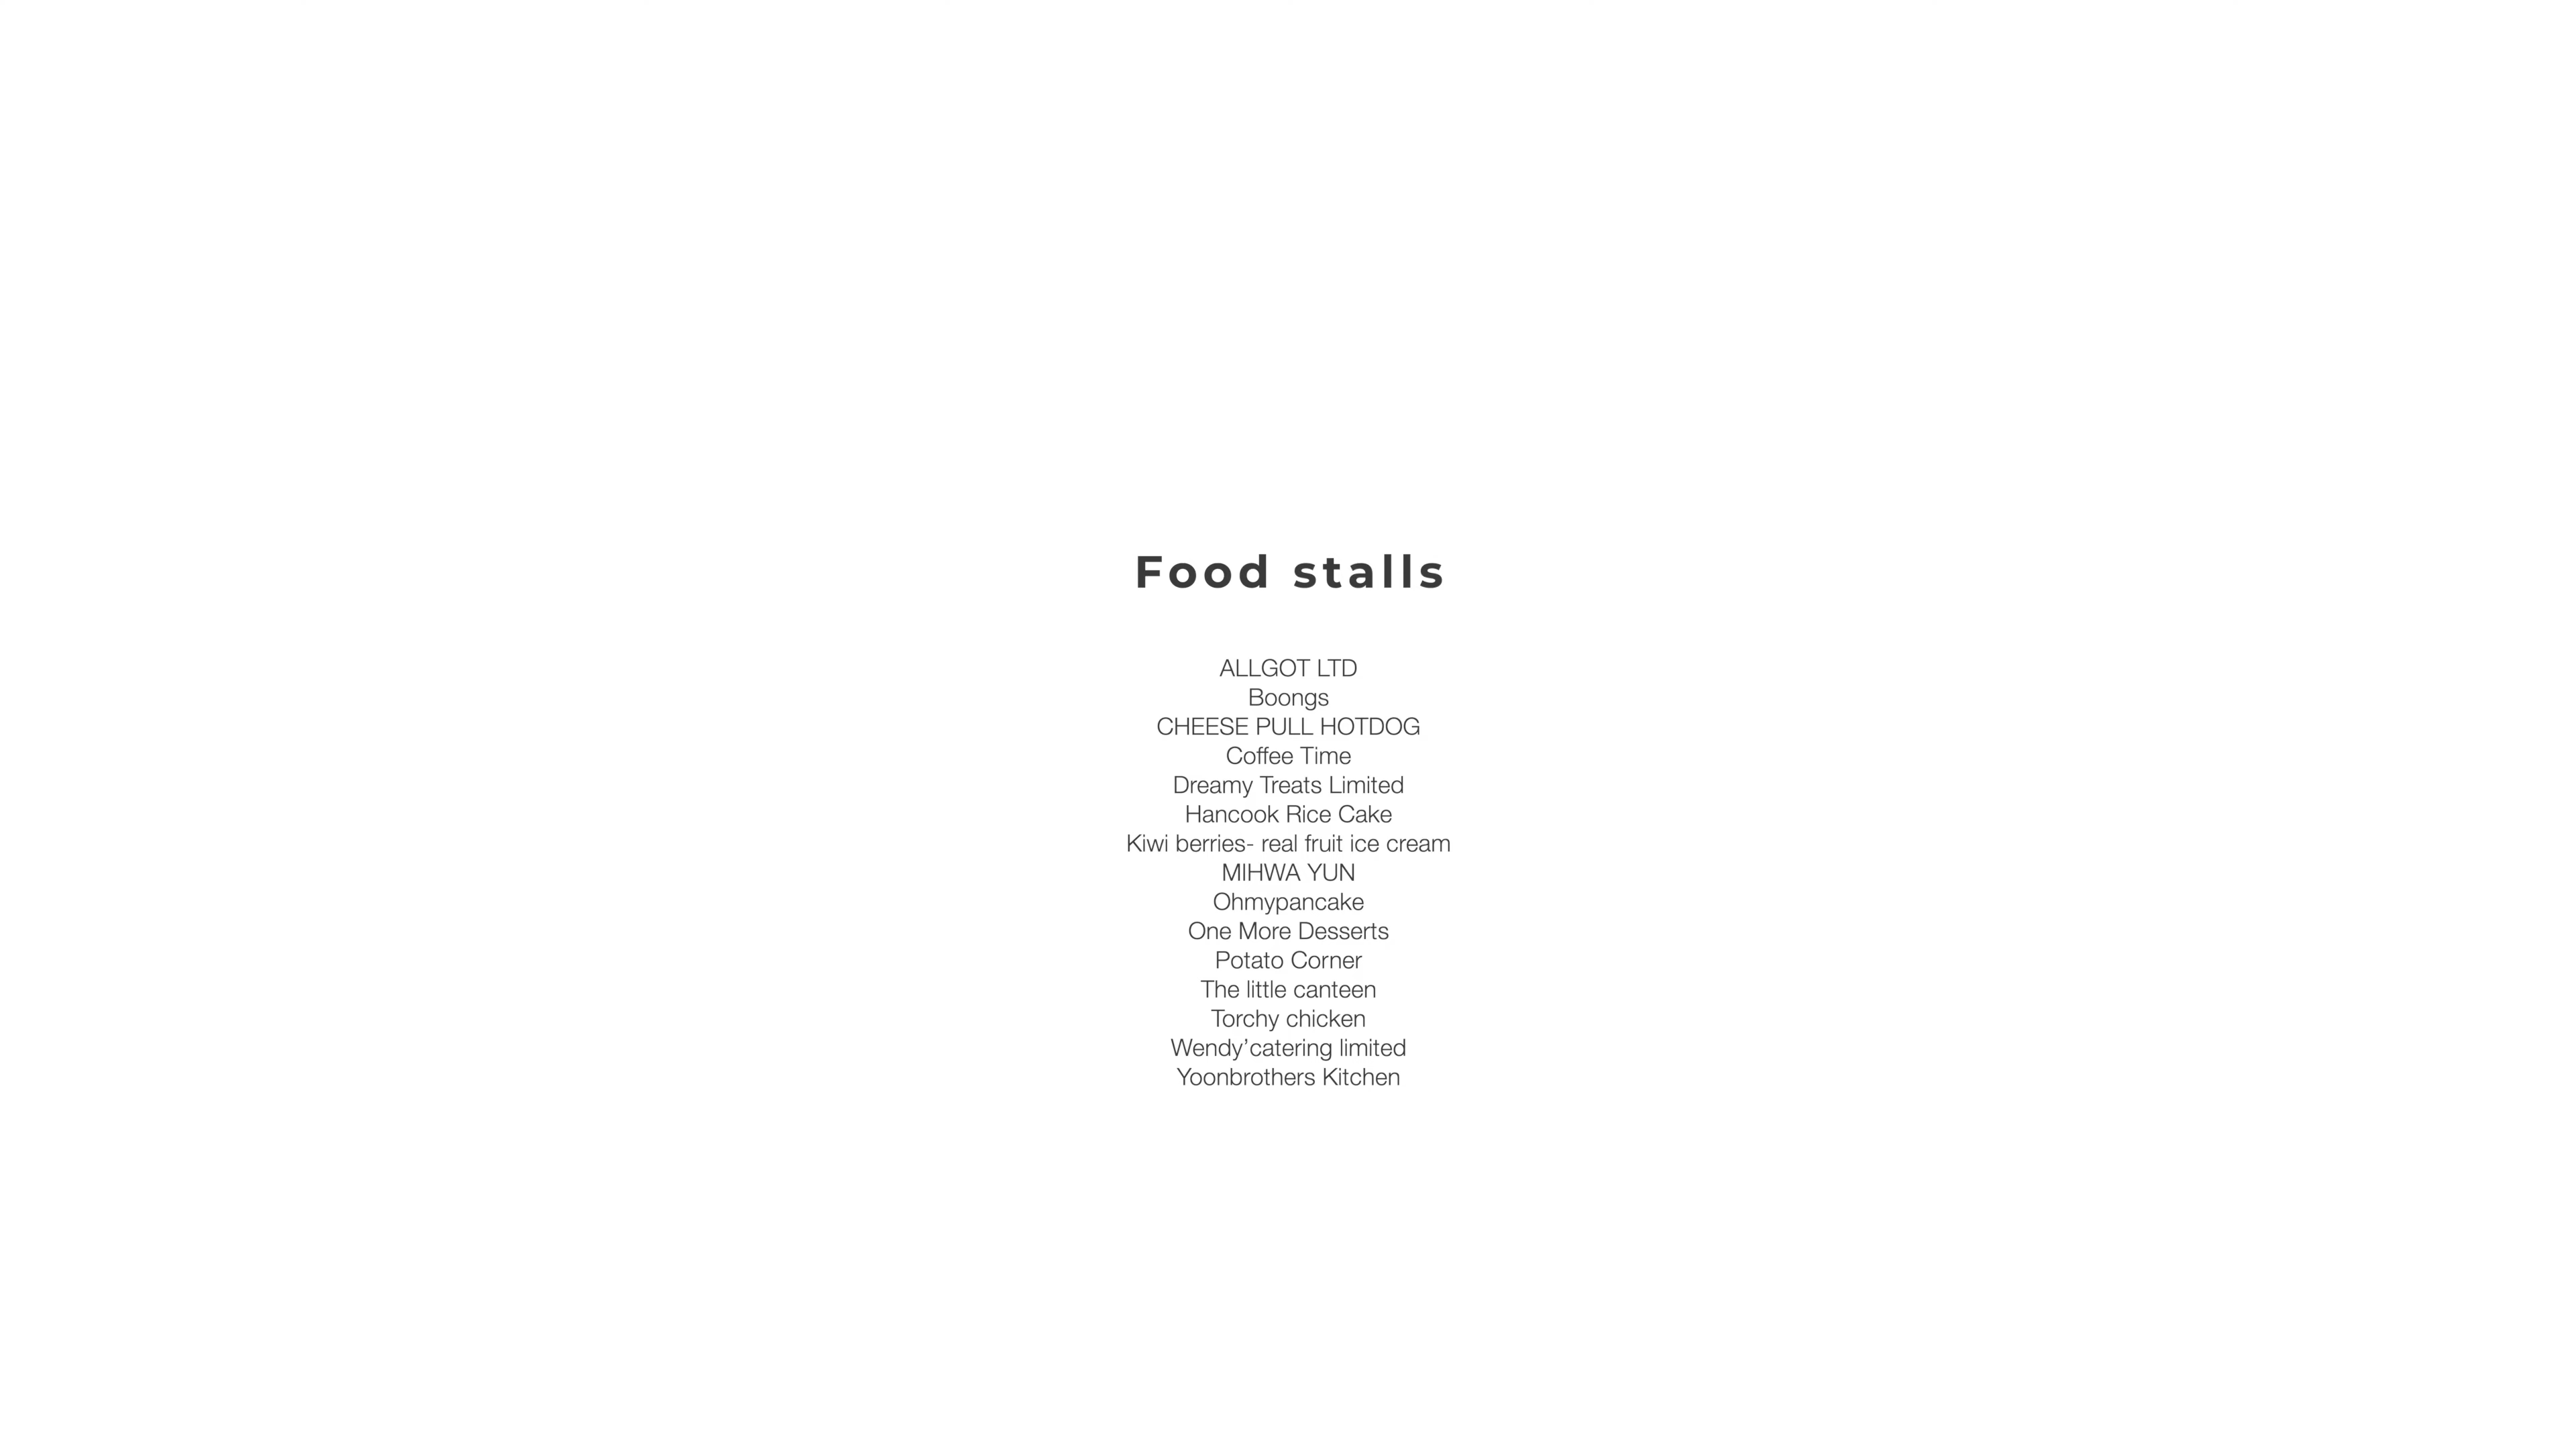 Food stalls
ALLGOT LTD
Boongs
CHEESE PULL HOTDOG
Coffee Time
Dreamy Treats Limited
Hancook Rice Cake
Kiwi berries- real fruit ice cream
MIHWA YUN
Ohmypancake
One More Desserts
Potato Corner
The little canteen
Torchy chicken
Wendy’catering limited
Yoonbrothers Kitchen